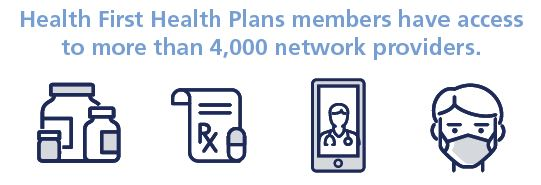 Health First Health Plans members have access
to more than 4,000 network providers.
Rx